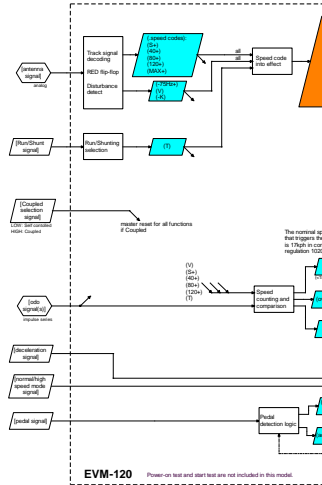 [antenna
signal]
analog
Track signal
decoding
RED flip-flop
Disturbance
detect
(.speed codes):
(S+)
(40+)
(80+)
(120+)
(MAX+)
(~75Hz+)
(V)
(-K)
all
all
Speed code
into effect
[Run/Shunt
signal]
Run/Shunting
selection
(T)
[Coupled
selection
signal]
LOW: Self contoled
HIGH: Coupled
master reset for all functions
if Coupled
The nominal sp
that triggers the
is 17kph in con
regulation 1020
(V)
(S+)
(40+)
(80+)
(120+)
(T)
[odo
signal(s)]
impulse series
Speed
counting and
comparison
[deceleration
signal]
[normal/high
speed mode
signal]
[pedal signal]
Pedal
detection logic
EVM-120
Power-on test and start test are not included in this model.